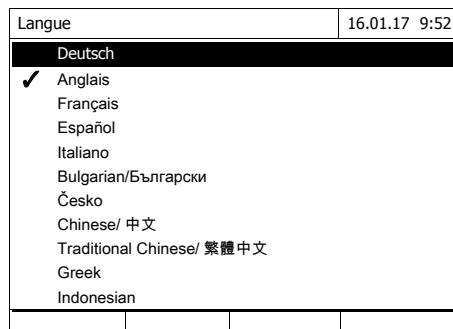 Langue 16.01.17 9:52
Deutsch
✓ Anglais
Français
Español
Italiano
Bulgarian/Български
Česko
Chinese/ 中文
Traditional Chinese/ 繁體中文
Greek
Indonesian